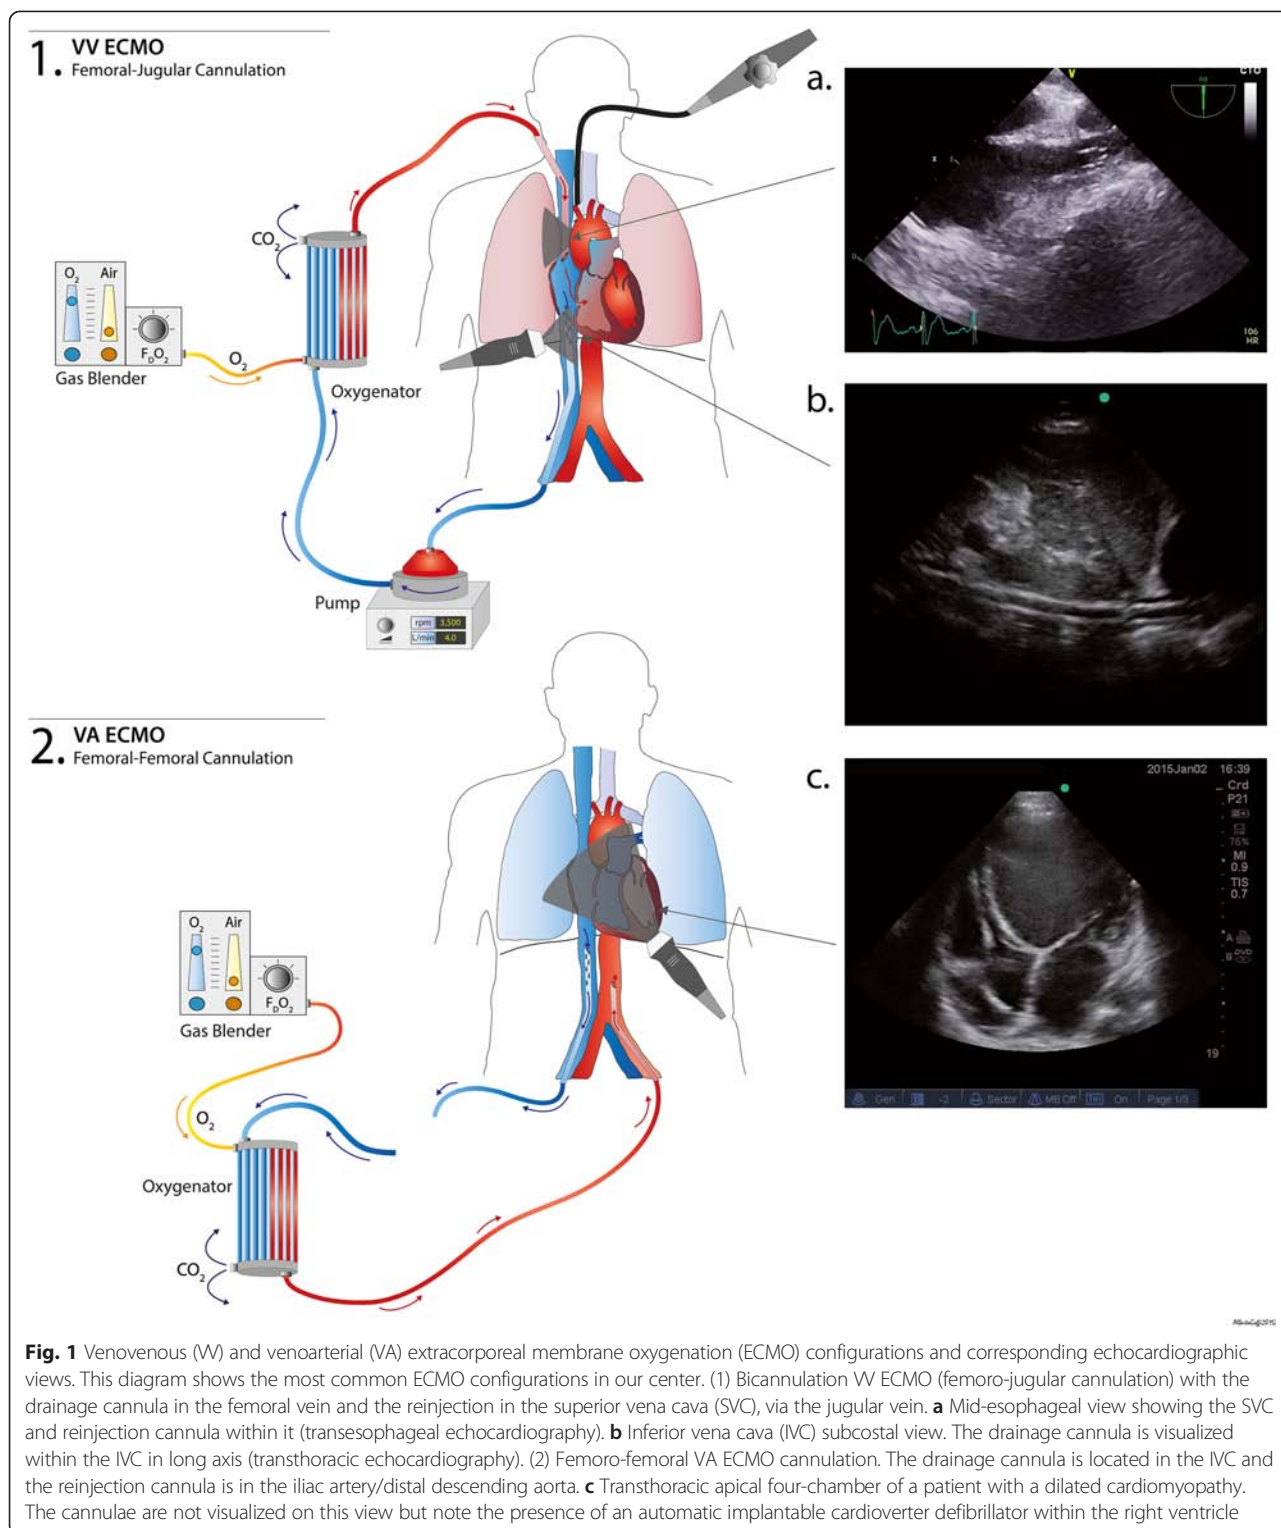 1. VV ECMO
Femoral-Jugular Cannulation
a.
V
CO₂
O₂ Air
F_DO₂
Gas Blender
O₂
Oxygenator
106
HR
b.
Pump
rpm 3,500
L/min 4.0
2. VA ECMO
Femoral-Femoral Cannulation
c.
2015Jan02 16:39
Crd
P21
76%
MI
0.9
TIS
0.7
A
B DVD
19
Gen -2 Sector MB Off THI On Page 1/3
O₂ Air
F_DO₂
Gas Blender
O₂
Oxygenator
CO₂
Fig. 1 Venovenous (VV) and venoarterial (VA) extracorporeal membrane oxygenation (ECMO) configurations and corresponding echocardiographic
views. This diagram shows the most common ECMO configurations in our center. (1) Bicannulation VV ECMO (femoro-jugular cannulation) with the
drainage cannula in the femoral vein and the reinjection in the superior vena cava (SVC), via the jugular vein. a Mid-esophageal view showing the SVC
and reinjection cannula within it (transesophageal echocardiography). b Inferior vena cava (IVC) subcostal view. The drainage cannula is visualized
within the IVC in long axis (transthoracic echocardiography). (2) Femoro-femoral VA ECMO cannulation. The drainage cannula is located in the IVC and
the reinjection cannula is in the iliac artery/distal descending aorta. c Transthoracic apical four-chamber of a patient with a dilated cardiomyopathy.
The cannulae are not visualized on this view but note the presence of an automatic implantable cardioverter defibrillator within the right ventricle